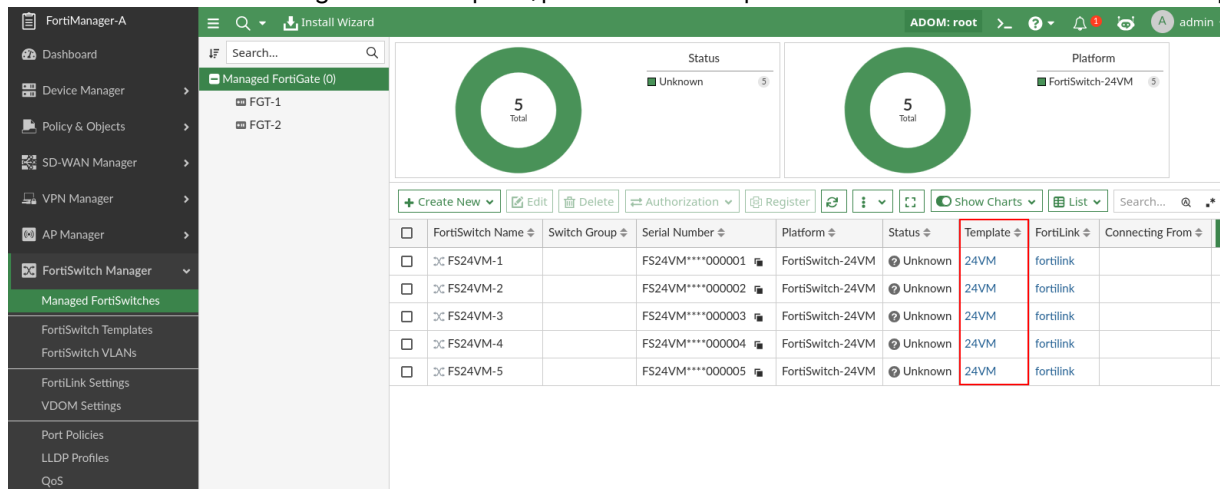 FortiManager-A
Install Wizard
ADOM: root
1
A
admin
Dashboard
Device Manager
Policy & Objects
SD-WAN Manager
VPN Manager
AP Manager
FortiSwitch Manager
Managed FortiSwitches
FortiSwitch Templates
FortiSwitch VLANs
FortiLink Settings
VDOM Settings
Port Policies
LLDP Profiles
QoS
Search...
Managed FortiGate (0)
FGT-1
FGT-2
5
Total
Status
Unknown 5
5
Total
Platform
FortiSwitch-24VM 5
+ Create New Edit Delete Authorization Register Show Charts List Search... .*
FortiSwitch Name Switch Group Serial Number Platform Status Template FortiLink Connecting From
FS24VM-1 FS24VM****000001 FortiSwitch-24VM Unknown 24VM fortilink
FS24VM-2 FS24VM****000002 FortiSwitch-24VM Unknown 24VM fortilink
FS24VM-3 FS24VM****000003 FortiSwitch-24VM Unknown 24VM fortilink
FS24VM-4 FS24VM****000004 FortiSwitch-24VM Unknown 24VM fortilink
FS24VM-5 FS24VM****000005 FortiSwitch-24VM Unknown 24VM fortilink